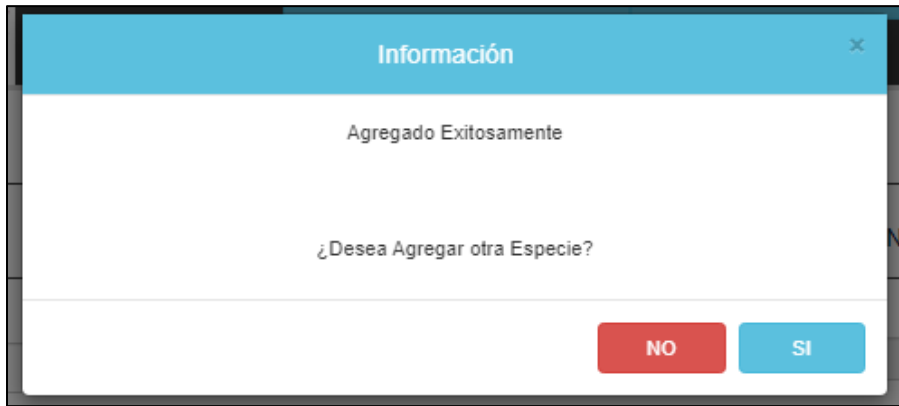 Información
×
Agregado Exitosamente
¿Desea Agregar otra Especie?
NO
SI
N